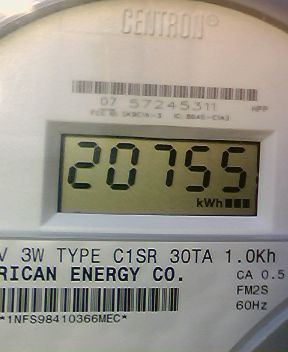 CENTRON®
07 57245311
20755
kWh
V 3W TYPE C1SR 30TA 1.0Kh
RICAN ENERGY CO.
CA 0.5
FM2S
60Hz
*1NFS98410366MEC*